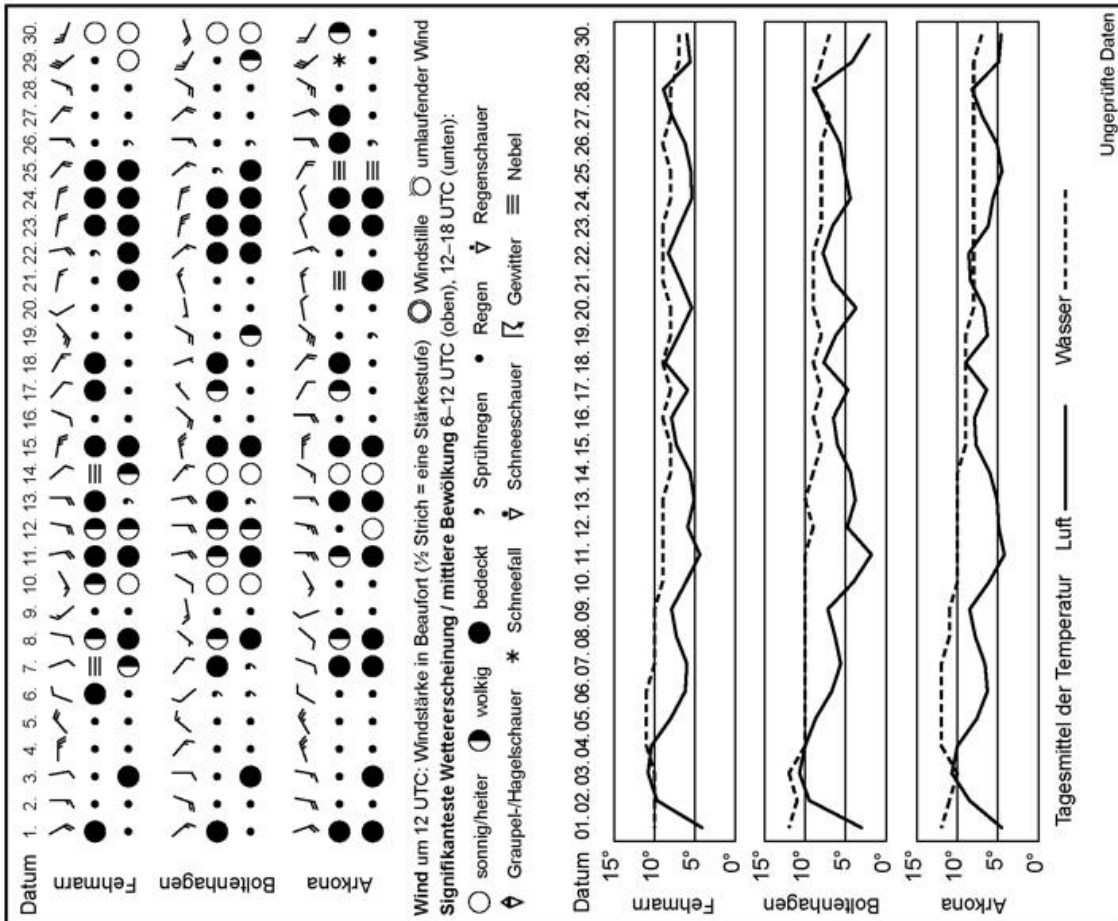 Datum 1. 2. 3. 4. 5. 6. 7. 8. 9. 10. 11. 12. 13. 14. 15. 16. 17. 18. 19. 20. 21. 22. 23. 24. 25. 26. 27. 28. 29. 30.
Fehmarn
Boltenhagen
Arkona
Wind um 12 UTC: Windstärke in Beaufort (½ Strich = eine Stärkestufe) Windstille umlaufender Wind
Signifikanteste Wettererscheinung / mittlere Bewölkung 6–12 UTC (oben), 12–18 UTC (unten):
sonnig/heiter wolkig bedeckt Sprühregen Regen Regenschauer
Graupel-/Hagelschauer Schneefall Schneeschauer Gewitter Nebel
Datum 01. 02. 03. 04. 05. 06. 07. 08. 09. 10. 11. 12. 13. 14. 15. 16. 17. 18. 19. 20. 21. 22. 23. 24. 25. 26. 27. 28. 29. 30.
Fehmarn
15°
10°
5°
0°
Boltenhagen
15°
10°
5°
0°
Arkona
15°
10°
5°
0°
Tagesmittel der Temperatur Luft Wasser
Ungeprüfte Daten